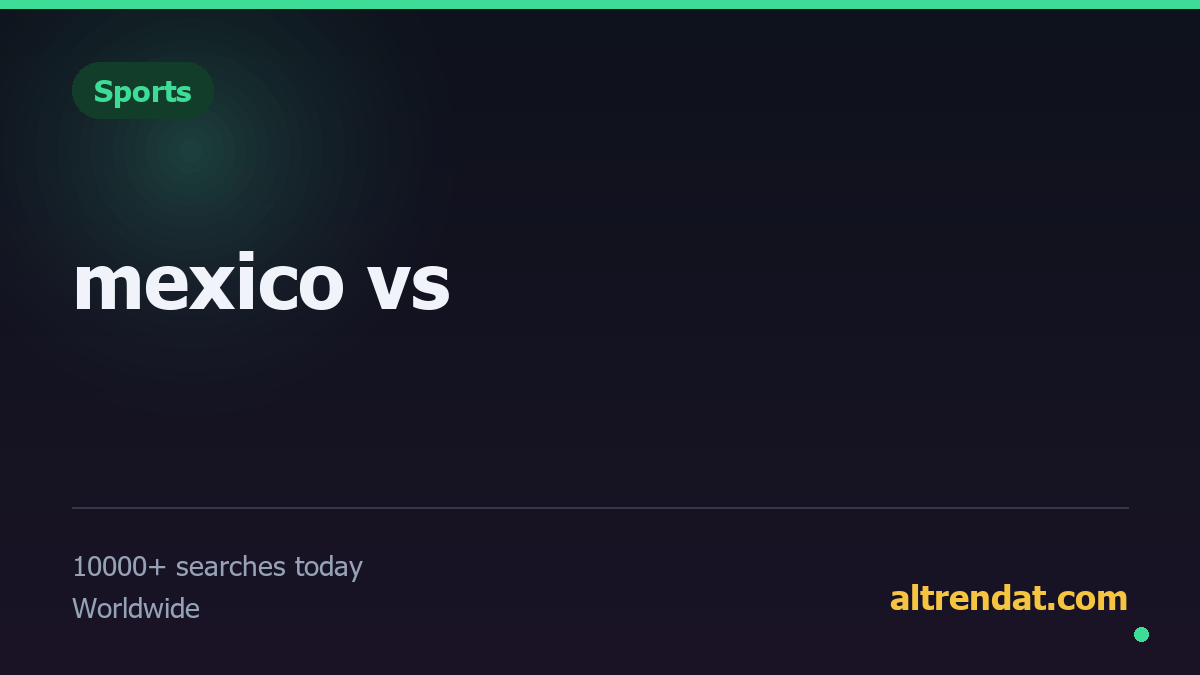 Sports
mexico vs
10000+ searches today
Worldwide
altrendat.com